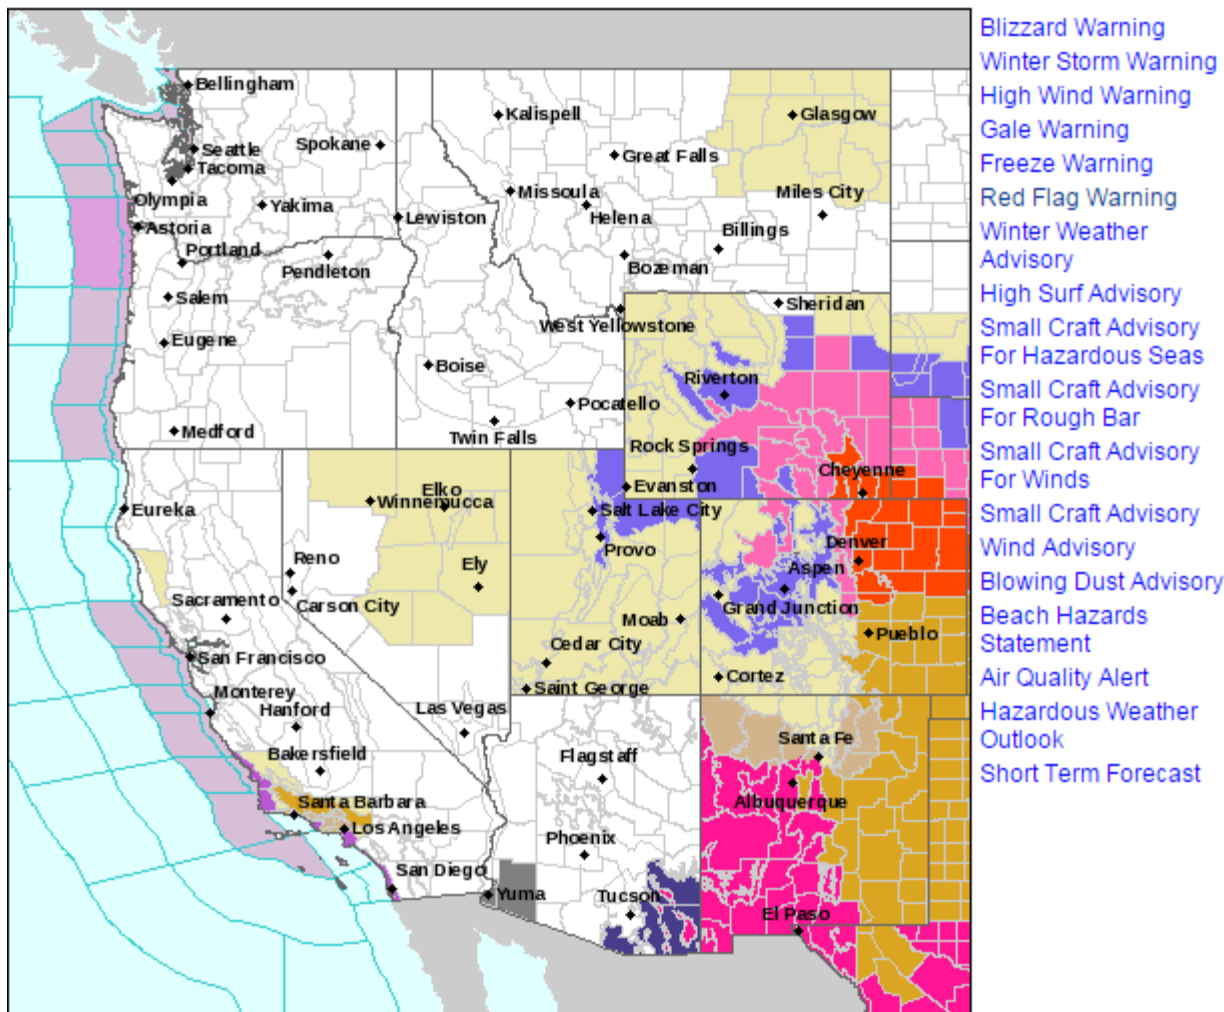 Bellingham
Seattle
Tacoma
Spokane
Olympia
Yakima
Astoria
Portland
Pendleton
Lewiston
Salem
Eugene
Medford
Kalispell
Great Falls
Glasgow
Missoula
Helena
Miles City
Billings
Bozeman
West Yellowstone
Sheridan
Boise
Pocatello
Twin Falls
Riverton
Rock Springs
Evanston
Cheyenne
Eureka
Winnemucca
Elko
Salt Lake City
Provo
Reno
Carson City
Ely
Sacramento
San Francisco
Monterey
Hanford
Bakersfield
Las Vegas
Moab
Cedar City
Saint George
Denver
Aspen
Grand Junction
Pueblo
Cortez
Santa Barbara
Los Angeles
San Diego
Flagstaff
Phoenix
Yuma
Tucson
Santa Fe
Albuquerque
El Paso
Blizzard Warning
Winter Storm Warning
High Wind Warning
Gale Warning
Freeze Warning
Red Flag Warning
Winter Weather
Advisory
High Surf Advisory
Small Craft Advisory
For Hazardous Seas
Small Craft Advisory
For Rough Bar
Small Craft Advisory
For Winds
Small Craft Advisory
Wind Advisory
Blowing Dust Advisory
Beach Hazards
Statement
Air Quality Alert
Hazardous Weather
Outlook
Short Term Forecast